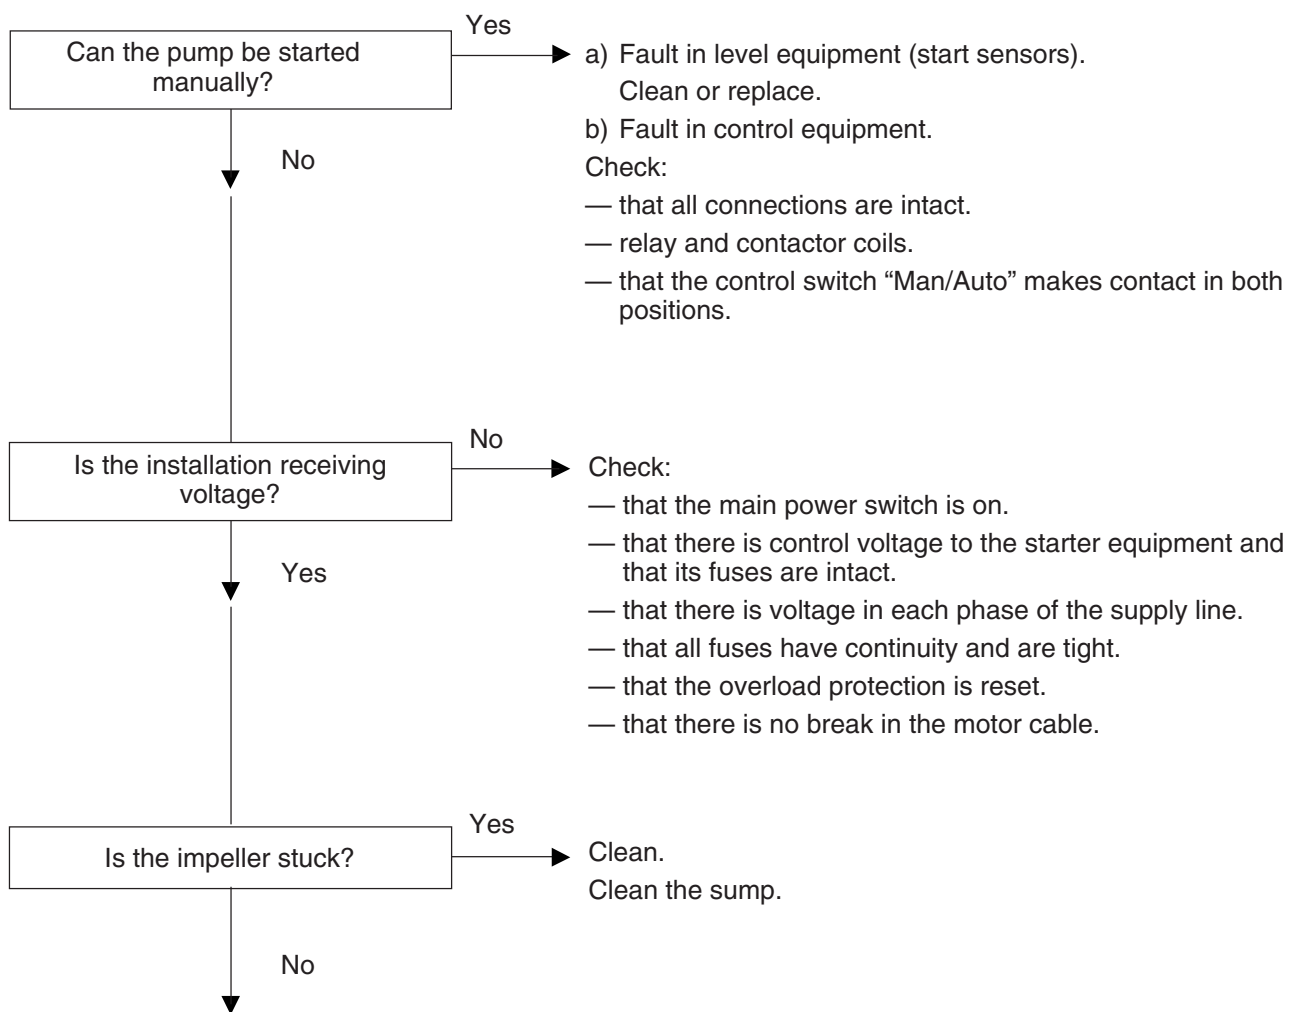 Can the pump be started
manually?
Yes
a) Fault in level equipment (start sensors).
Clean or replace.
b) Fault in control equipment.
Check:
— that all connections are intact.
— relay and contactor coils.
— that the control switch “Man/Auto” makes contact in both
positions.
No
Is the installation receiving
voltage?
No
Check:
— that the main power switch is on.
— that there is control voltage to the starter equipment and
that its fuses are intact.
— that there is voltage in each phase of the supply line.
— that all fuses have continuity and are tight.
— that the overload protection is reset.
— that there is no break in the motor cable.
Yes
Is the impeller stuck?
Yes
Clean.
Clean the sump.
No